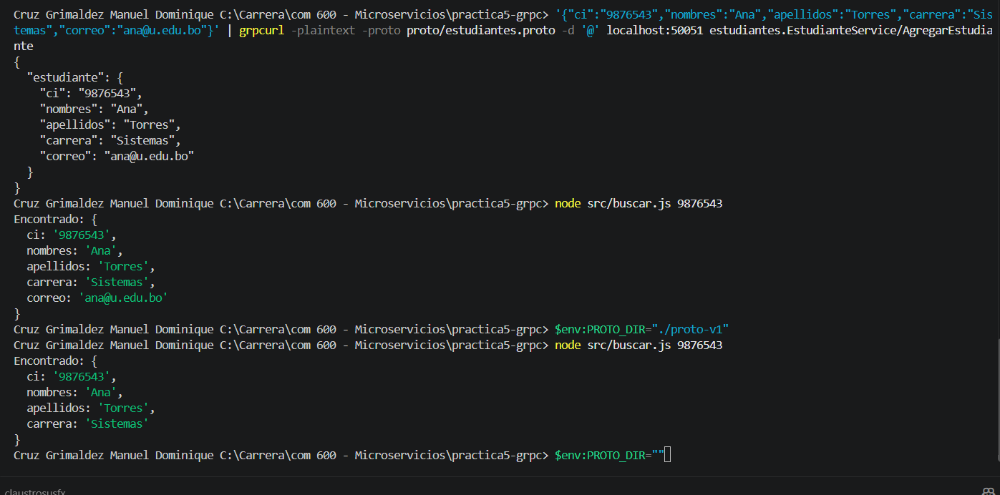 Cruz Grimaldez Manuel Dominique C:\Carrera\com 600 - Microservicios\practica5-grpc> '{"ci":"9876543","nombres":"Ana","apellidos":"Torres","carrera":"Sis
temas","correo":"ana@u.edu.bo"}' | grpcurl -plaintext -proto proto/estudiantes.proto -d '@' localhost:50051 estudiantes.EstudianteService/AgregarEstudia
nte
{
  "estudiante": {
    "ci": "9876543",
    "nombres": "Ana",
    "apellidos": "Torres",
    "carrera": "Sistemas",
    "correo": "ana@u.edu.bo"
  }
}
Cruz Grimaldez Manuel Dominique C:\Carrera\com 600 - Microservicios\practica5-grpc> node src/buscar.js 9876543
Encontrado: {
  ci: '9876543',
  nombres: 'Ana',
  apellidos: 'Torres',
  carrera: 'Sistemas',
  correo: 'ana@u.edu.bo'
}
Cruz Grimaldez Manuel Dominique C:\Carrera\com 600 - Microservicios\practica5-grpc> $env:PROTO_DIR="./proto-v1"
Cruz Grimaldez Manuel Dominique C:\Carrera\com 600 - Microservicios\practica5-grpc> node src/buscar.js 9876543
Encontrado: {
  ci: '9876543',
  nombres: 'Ana',
  apellidos: 'Torres',
  carrera: 'Sistemas'
}
Cruz Grimaldez Manuel Dominique C:\Carrera\com 600 - Microservicios\practica5-grpc> $env:PROTO_DIR=""
claustrosusfx